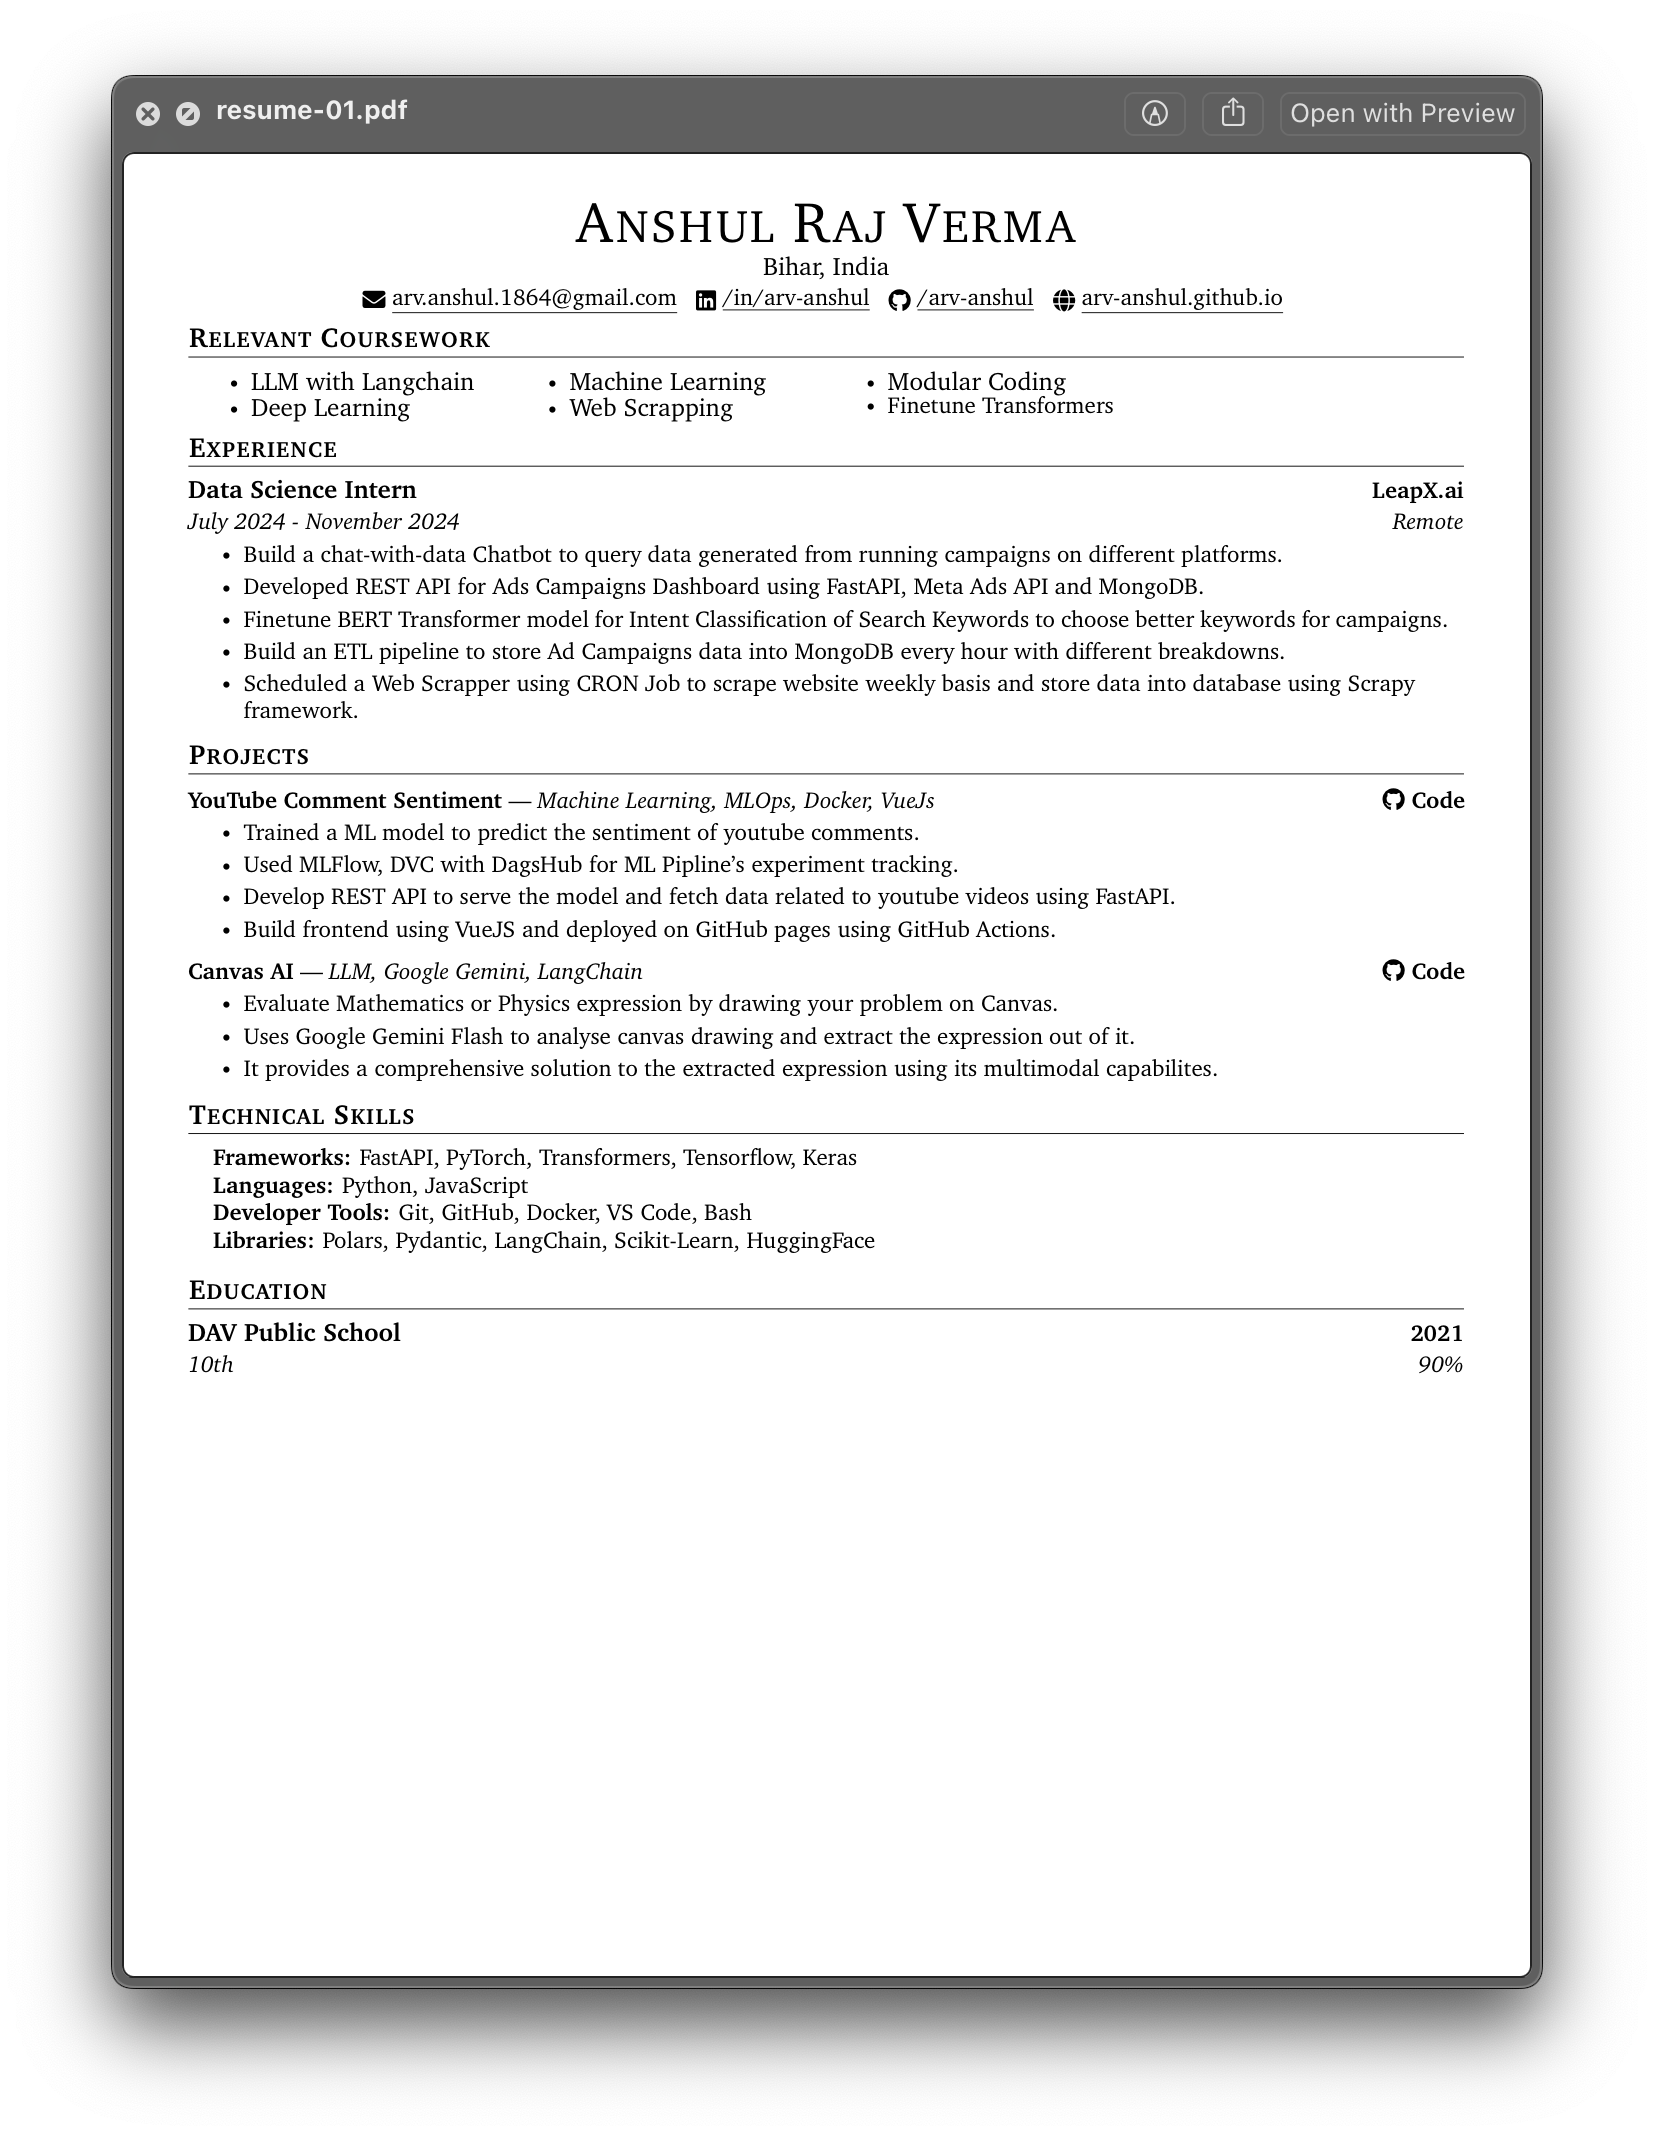 resume-01.pdf
Open with Preview
Anshul Raj Verma
Bihar, India
arv.anshul.1864@gmail.com /in/arv-anshul /arv-anshul arv-anshul.github.io
Relevant Coursework
• LLM with Langchain • Machine Learning • Modular Coding
• Deep Learning • Web Scrapping • Finetune Transformers
Experience
Data Science Intern LeapX.ai
July 2024 - November 2024 Remote
• Build a chat-with-data Chatbot to query data generated from running campaigns on different platforms.
• Developed REST API for Ads Campaigns Dashboard using FastAPI, Meta Ads API and MongoDB.
• Finetune BERT Transformer model for Intent Classification of Search Keywords to choose better keywords for campaigns.
• Build an ETL pipeline to store Ad Campaigns data into MongoDB every hour with different breakdowns.
• Scheduled a Web Scrapper using CRON Job to scrape website weekly basis and store data into database using Scrapy
framework.
Projects
YouTube Comment Sentiment — Machine Learning, MLOps, Docker, VueJs Code
• Trained a ML model to predict the sentiment of youtube comments.
• Used MLFlow, DVC with DagsHub for ML Pipline’s experiment tracking.
• Develop REST API to serve the model and fetch data related to youtube videos using FastAPI.
• Build frontend using VueJS and deployed on GitHub pages using GitHub Actions.
Canvas AI — LLM, Google Gemini, LangChain Code
• Evaluate Mathematics or Physics expression by drawing your problem on Canvas.
• Uses Google Gemini Flash to analyse canvas drawing and extract the expression out of it.
• It provides a comprehensive solution to the extracted expression using its multimodal capabilites.
Technical Skills
Frameworks: FastAPI, PyTorch, Transformers, Tensorflow, Keras
Languages: Python, JavaScript
Developer Tools: Git, GitHub, Docker, VS Code, Bash
Libraries: Polars, Pydantic, LangChain, Scikit-Learn, HuggingFace
Education
DAV Public School 2021
10th 90%